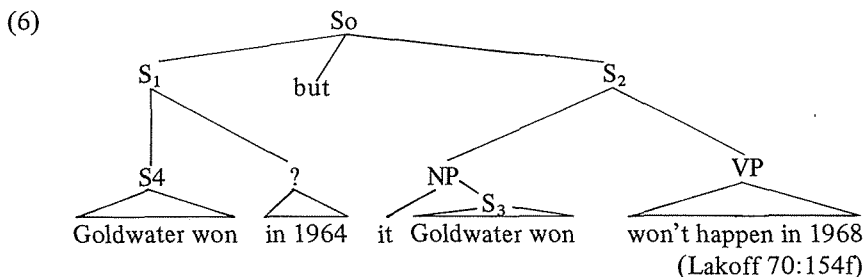 (6) So
S₁ but S₂
S4 ? NP VP
S₃
Goldwater won in 1964 it Goldwater won won't happen in 1968
(Lakoff 70:154f)